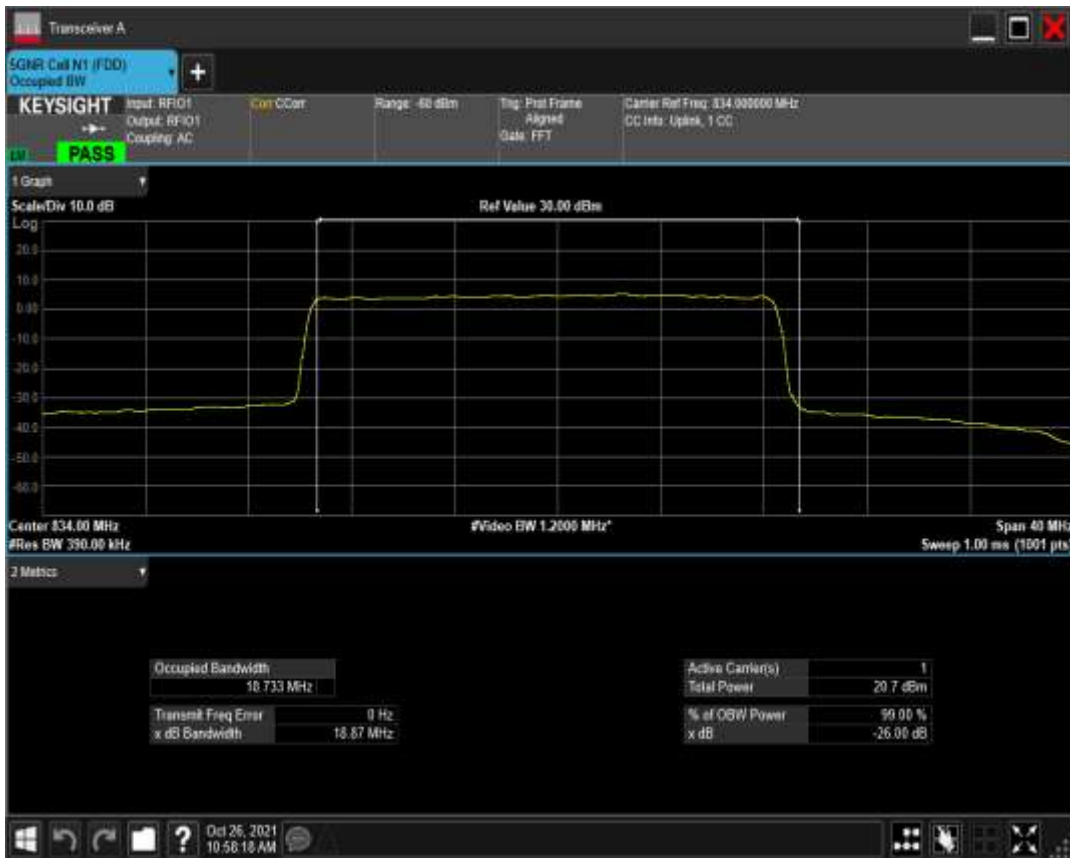 Transceiver A
5GNR Cell N1 (FDD)
Occupied BW
+
KEYSIGHT
PASS
Input: RFIO1
Output: RFIO1
Coupling: AC
Corr CCorr
Range: -60 dBm
Trig: Prot Frame
Aligned
Gate: FFT
Carrier Ref Freq: 834.000000 MHz
CC Info: Uplink, 1 CC
1 Graph
Scale/Div 10.0 dB
Ref Value 30.00 dBm
Log
20.0
10.0
0.00
-10.0
-20.0
-30.0
-40.0
-50.0
-60.0
Center 834.00 MHz
#Video BW 1.2000 MHz*
Span 40 MHz
#Res BW 390.00 kHz
Sweep 1.00 ms (1001 pts)
2 Metrics
Occupied Bandwidth
18.733 MHz
Transmit Freq Error 0 Hz
x dB Bandwidth 18.87 MHz
Active Carrier(s) 1
Total Power 20.7 dBm
% of OBW Power 99.00 %
x dB -26.00 dB
?
Oct 26, 2021
10:58:18 AM